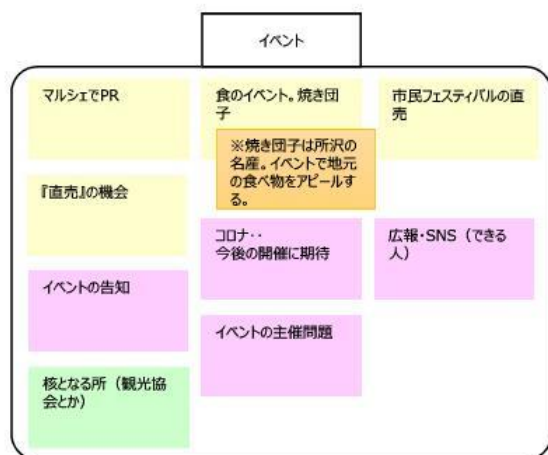 イベント
マルシェでPR
食のイベント。焼き団
子
市民フェスティバルの直
売
※焼き団子は所沢の
名産。イベントで地元
の食べ物をアピールす
る。
『直売』の機会
コロナ‥
今後の開催に期待
広報・SNS（できる
人）
イベントの告知
イベントの主催問題
核となる所（観光協
会とか）